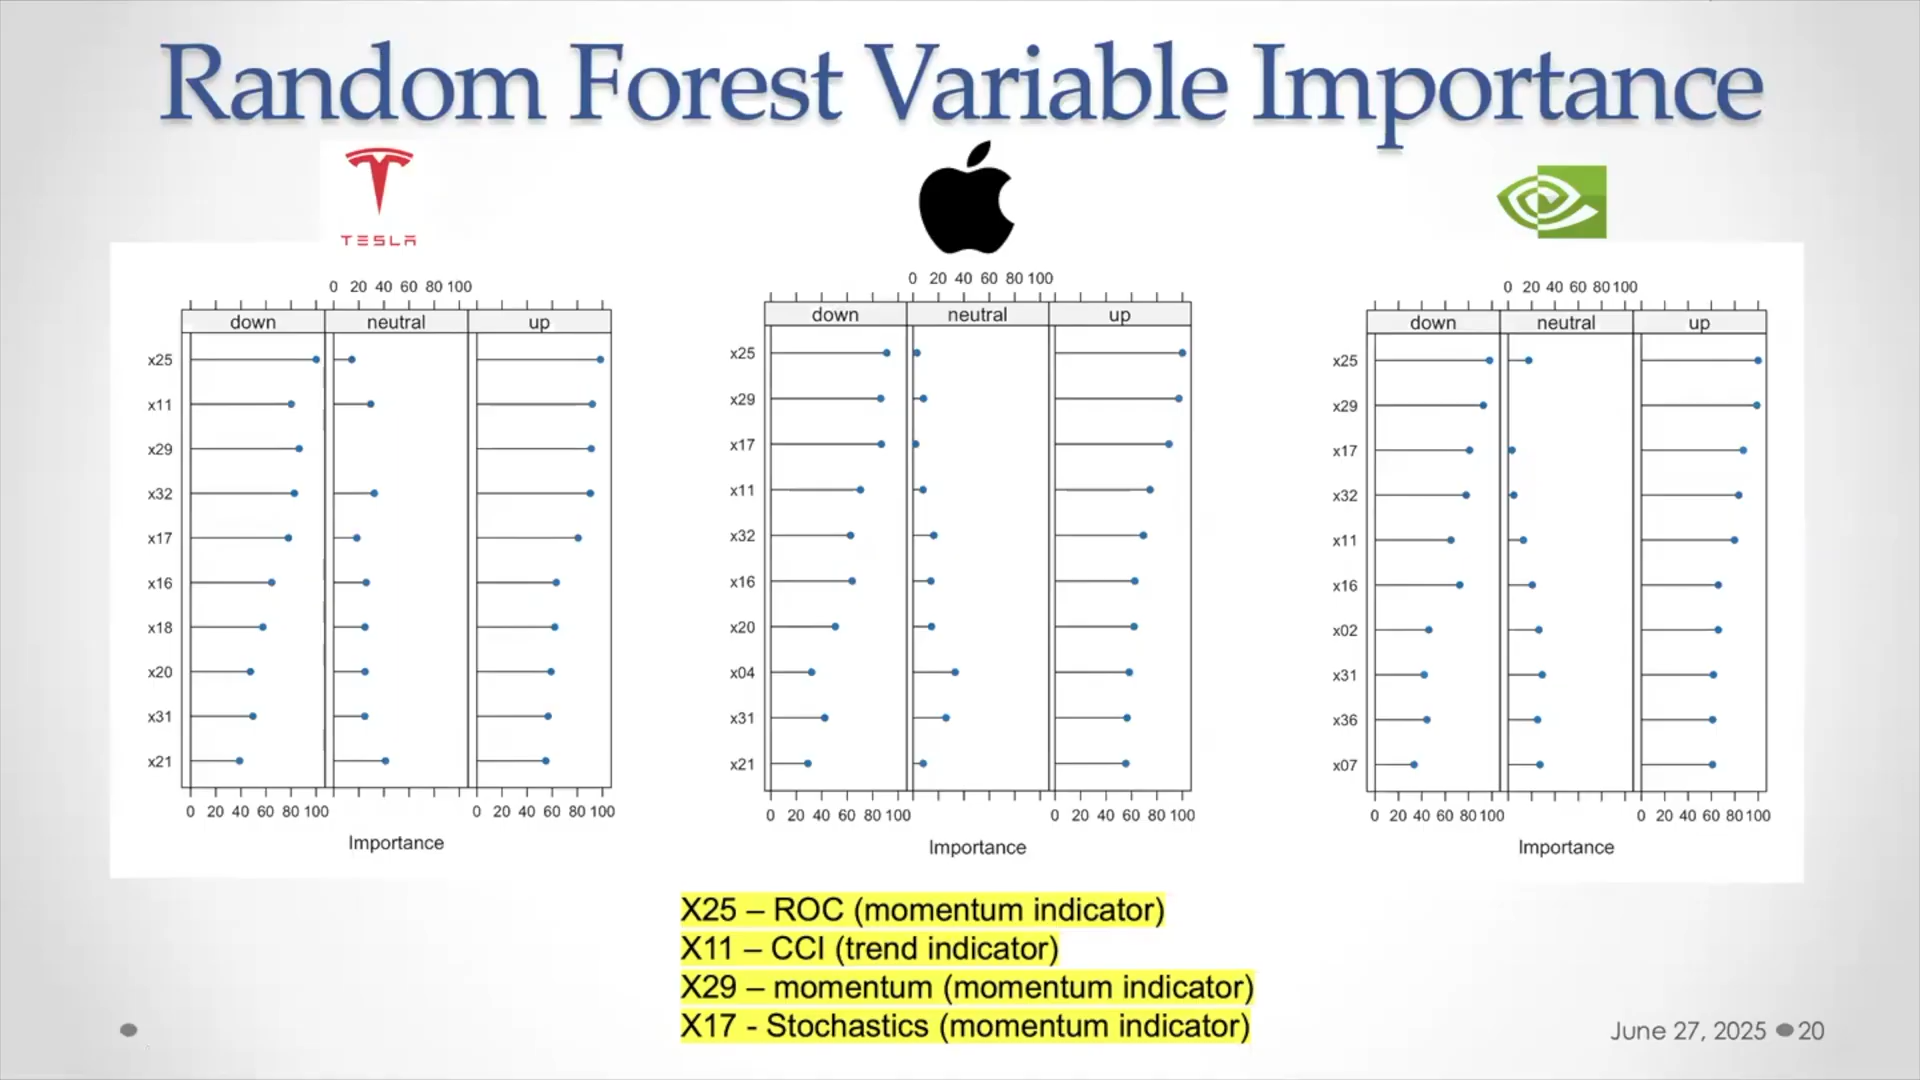 Random Forest Variable Importance
TESLA
0 20 40 60 80 100
down neutral up
x25
x11
x29
x32
x17
x16
x18
x20
x31
x21
0 20 40 60 80 100 0 20 40 60 80 100
Importance
0 20 40 60 80 100
down neutral up
x25
x29
x17
x11
x32
x16
x20
x04
x31
x21
0 20 40 60 80 100 0 20 40 60 80 100
Importance
0 20 40 60 80 100
down neutral up
x25
x29
x17
x32
x11
x16
x02
x31
x36
x07
0 20 40 60 80 100 0 20 40 60 80 100
Importance
X25 – ROC (momentum indicator)
X11 – CCI (trend indicator)
X29 – momentum (momentum indicator)
X17 - Stochastics (momentum indicator)
June 27, 2025 ● 20